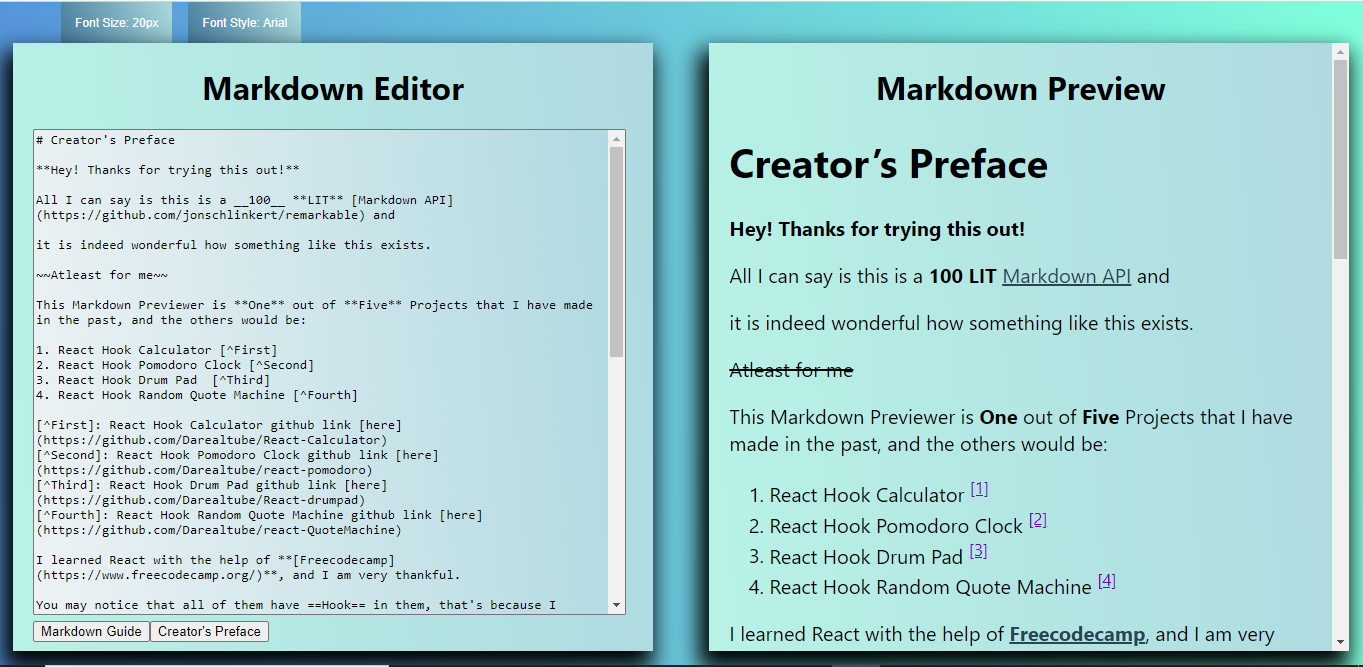 Font Size: 20px
Font Style: Arial
Markdown Editor
# Creator's Preface
**Hey! Thanks for trying this out!**
All I can say is this is a __100__ **LIT** [Markdown API]
(https://github.com/jonschlinkert/remarkable) and
it is indeed wonderful how something like this exists.
~~Atleast for me~~
This Markdown Previewer is **One** out of **Five** Projects that I have made
in the past, and the others would be:
1. React Hook Calculator [^First]
2. React Hook Pomodoro Clock [^Second]
3. React Hook Drum Pad  [^Third]
4. React Hook Random Quote Machine [^Fourth]
[^First]: React Hook Calculator github link [here]
(https://github.com/Darealtube/React-Calculator)
[^Second]: React Hook Pomodoro Clock github link [here]
(https://github.com/Darealtube/react-pomodoro)
[^Third]: React Hook Drum Pad github link [here]
(https://github.com/Darealtube/React-drumpad)
[^Fourth]: React Hook Random Quote Machine github link [here]
(https://github.com/Darealtube/react-QuoteMachine)
I learned React with the help of **[Freecodecamp]
(https://www.freecodecamp.org/)**, and I am very thankful.
You may notice that all of them have ==Hook== in them, that's because I
Markdown Guide
Creator's Preface
Markdown Preview
Creator’s Preface
Hey! Thanks for trying this out!
All I can say is this is a 100 LIT Markdown API and
it is indeed wonderful how something like this exists.
Atleast for me
This Markdown Previewer is One out of Five Projects that I have
made in the past, and the others would be:
1. React Hook Calculator [1]
2. React Hook Pomodoro Clock [2]
3. React Hook Drum Pad [3]
4. React Hook Random Quote Machine [4]
I learned React with the help of Freecodecamp, and I am very